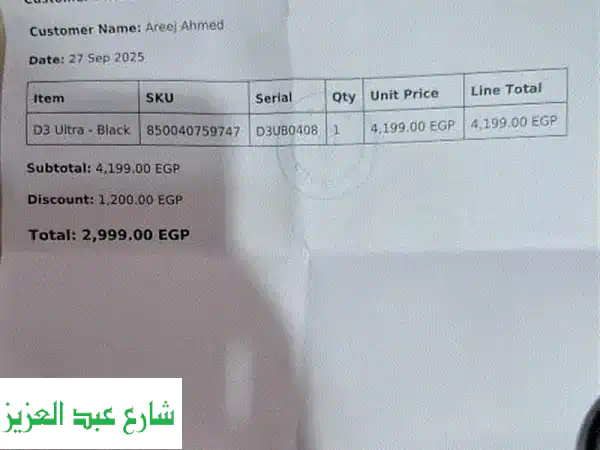 Customer Name: Areej Ahmed
Date: 27 Sep 2025
Item SKU Serial Qty Unit Price Line Total
D3 Ultra - Black 850040759747 D3UB0408 1 4,199.00 EGP 4,199.00 EGP
Subtotal: 4,199.00 EGP
Discount: 1,200.00 EGP
Total: 2,999.00 EGP
شارع عبد العزيز